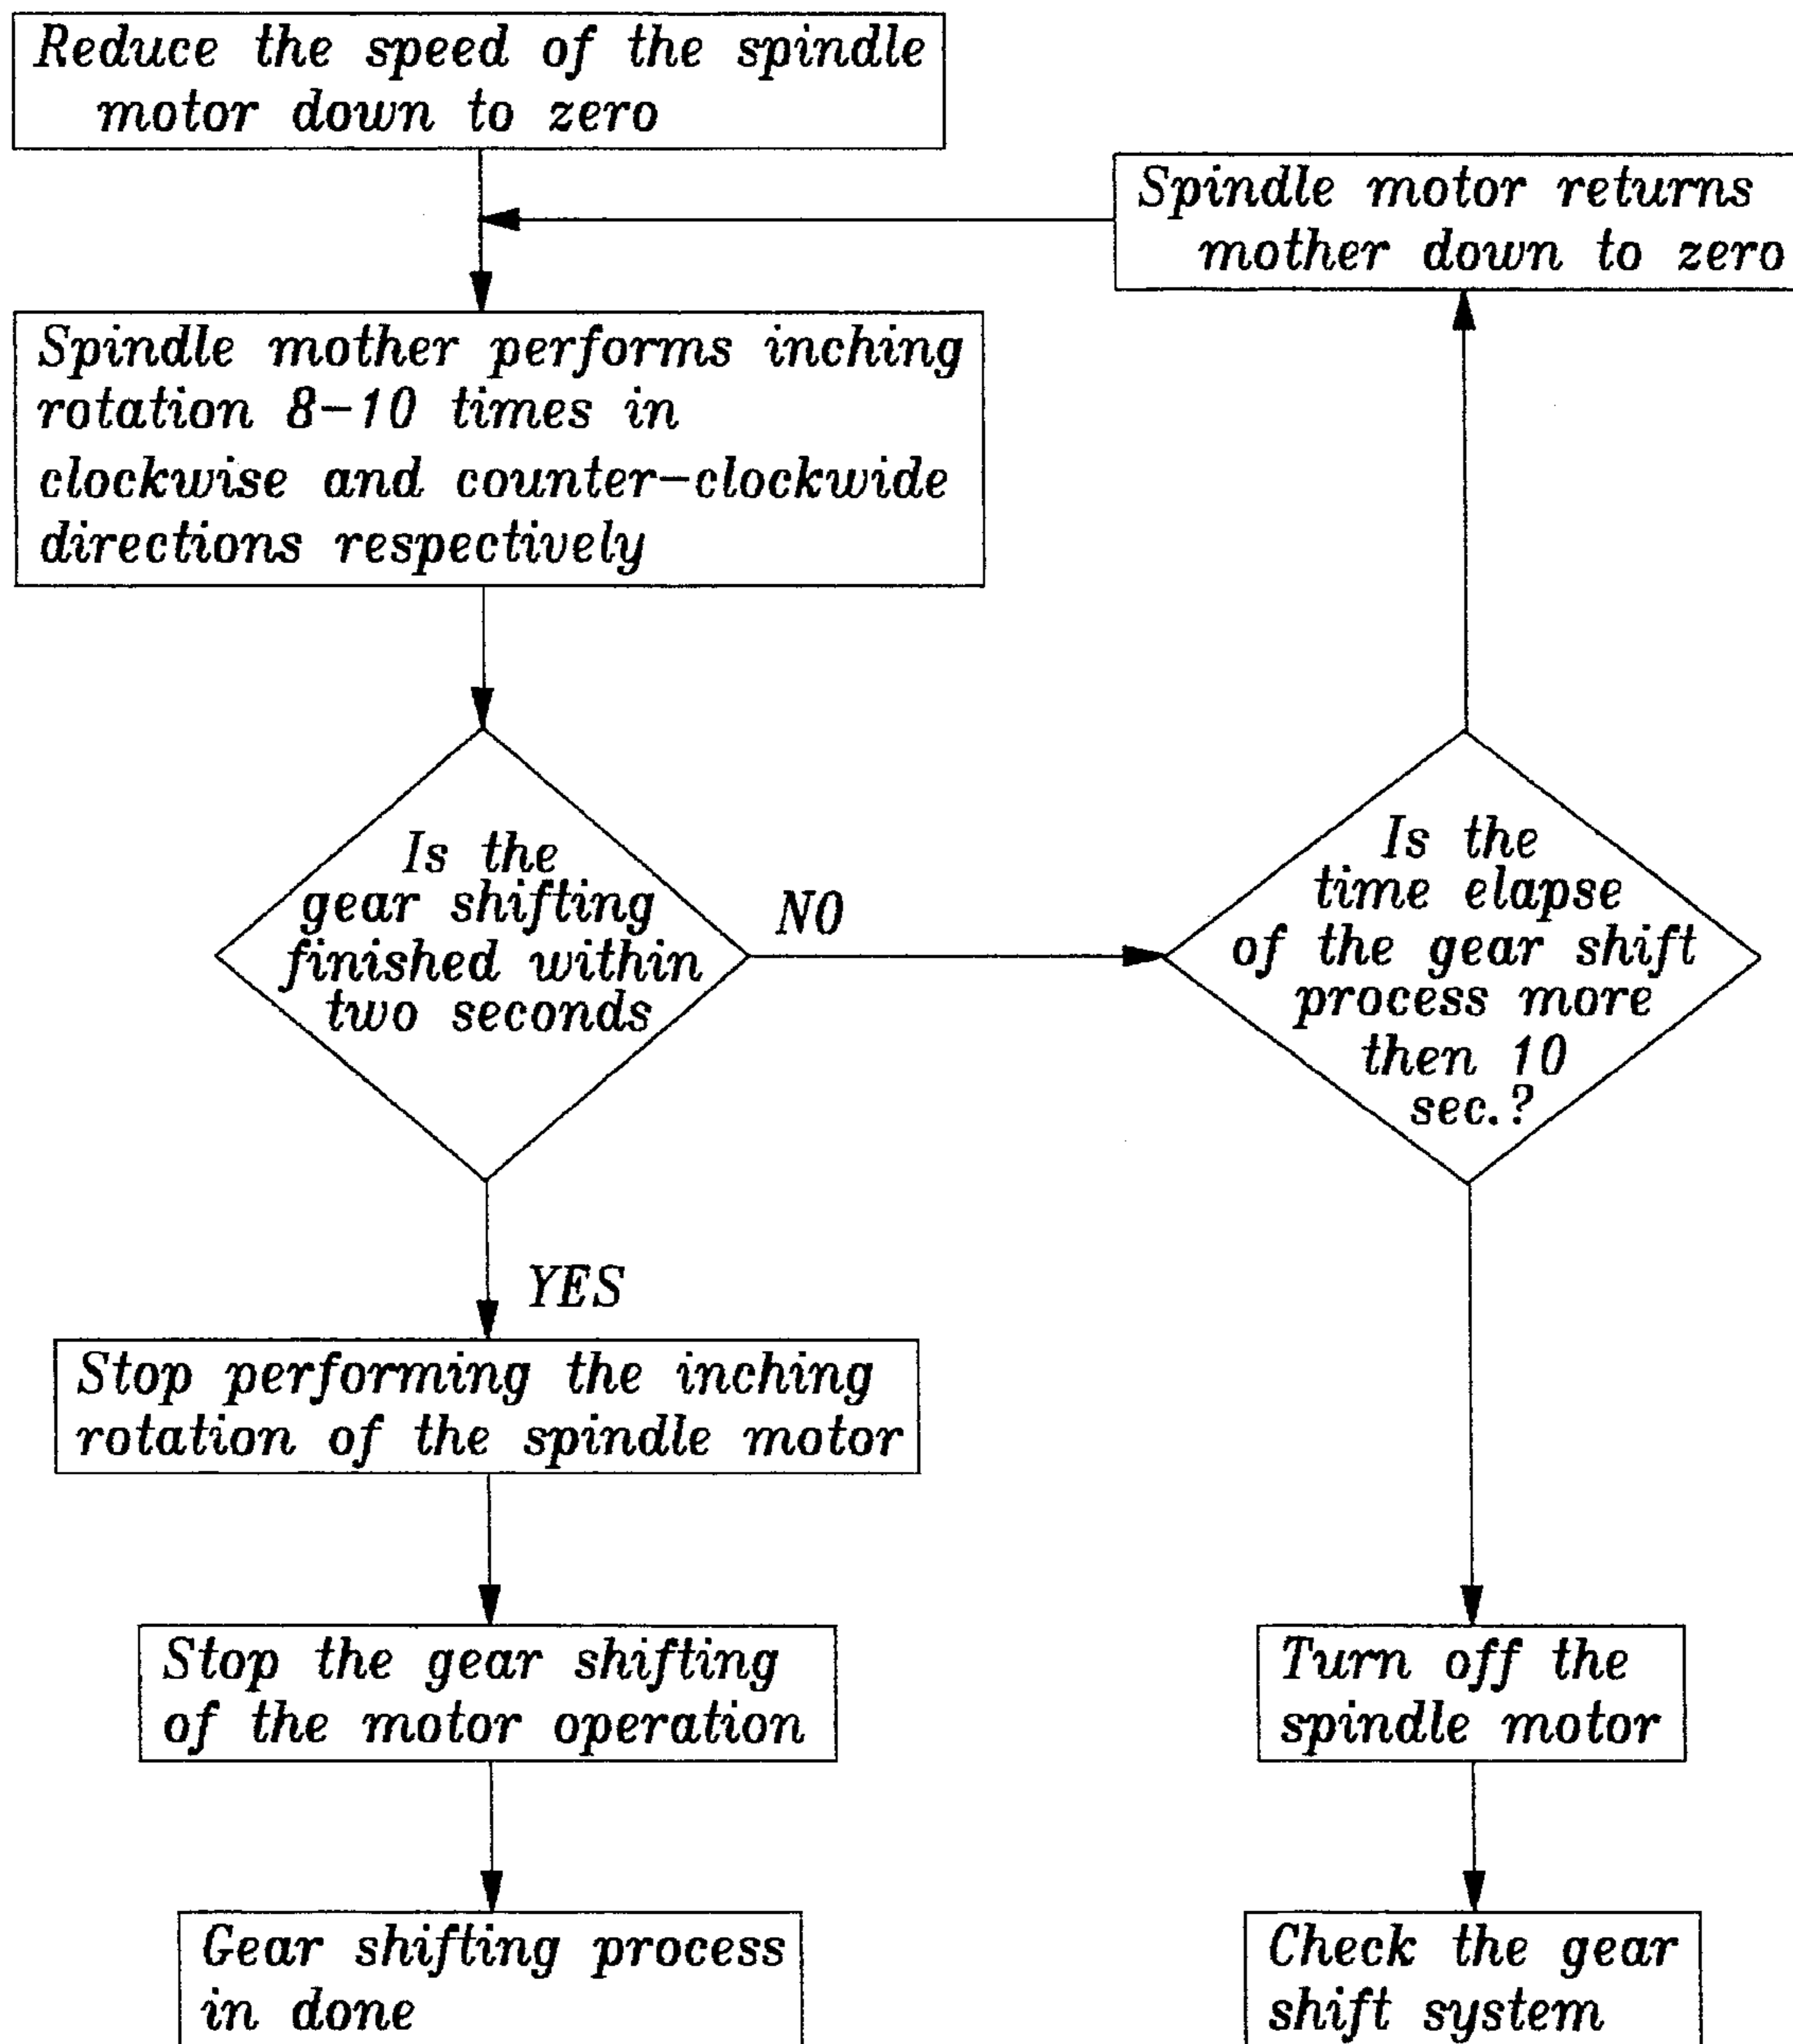 Reduce the speed of the spindle
motor down to zero
Spindle motor returns
mother down to zero
Spindle mother performs inching
rotation 8-10 times in
clockwise and counter-clockwide
directions respectively
Is the
gear shifting
finished within
two seconds
NO
Is the
time elapse
of the gear shift
process more
then 10
sec.?
YES
Stop performing the inching
rotation of the spindle motor
Stop the gear shifting
of the motor operation
Turn off the
spindle motor
Gear shifting process
in done
Check the gear
shift system